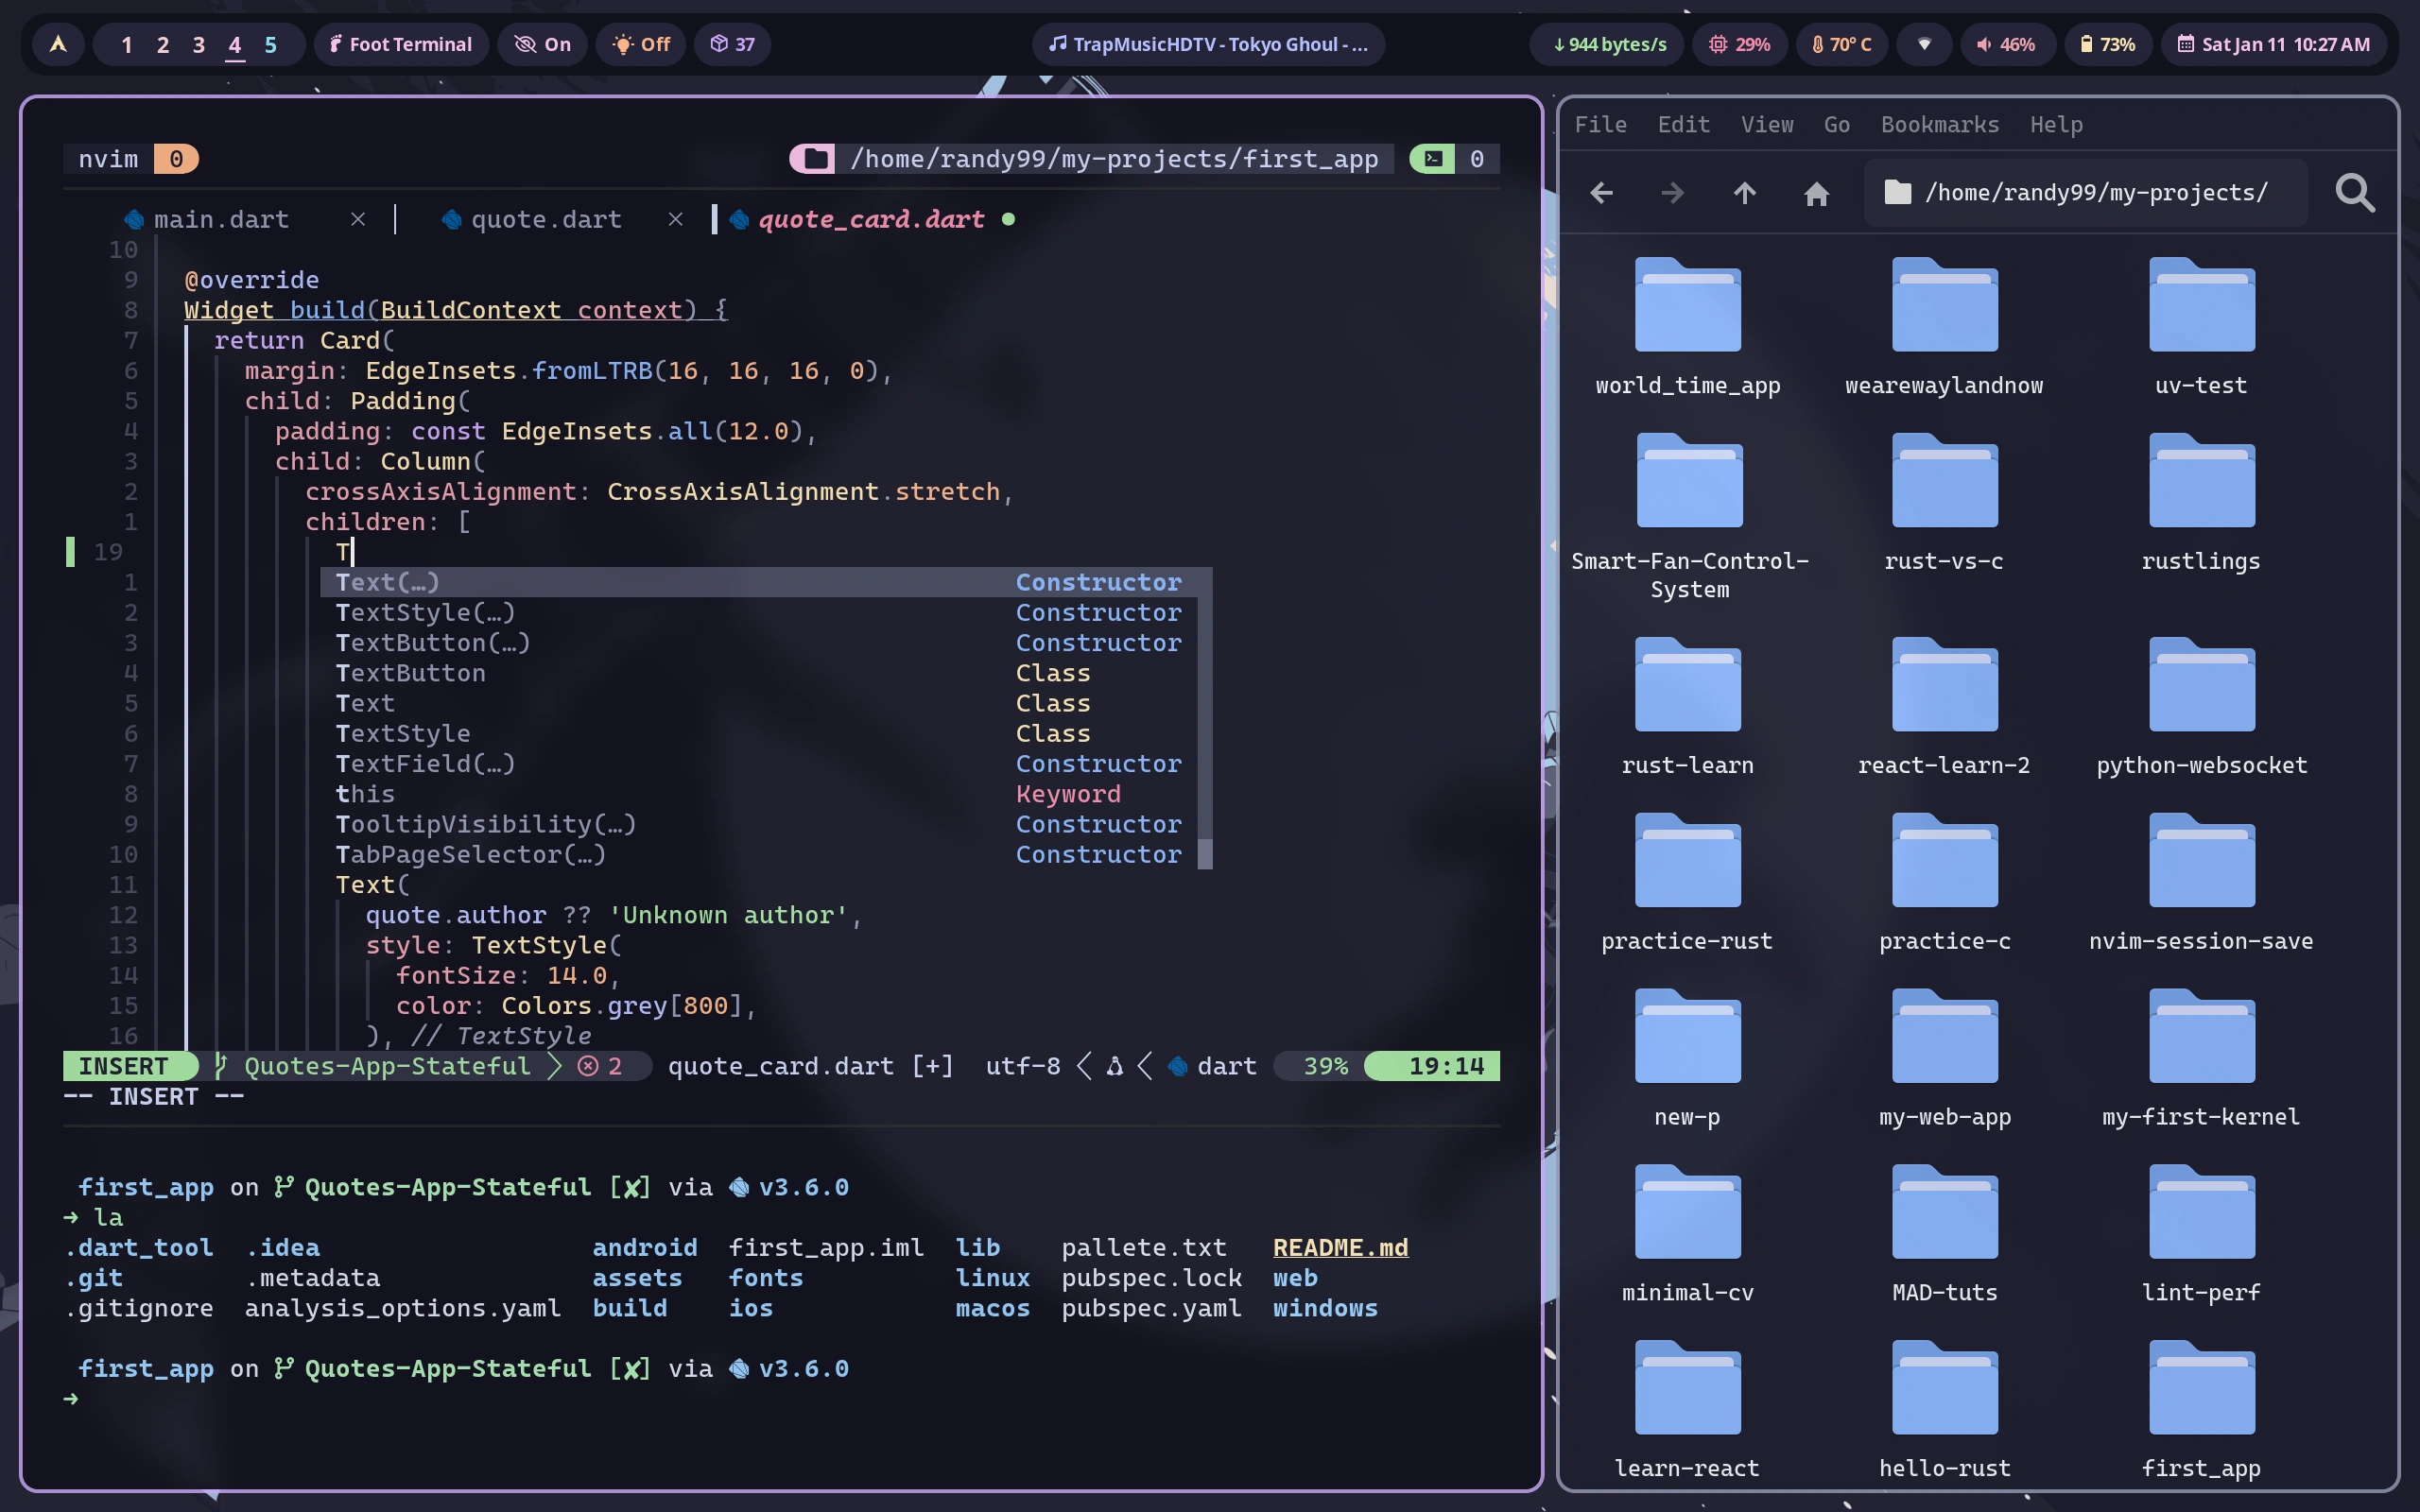 1 2 3 4 5 Foot Terminal On Off 37 TrapMusicHDTV - Tokyo Ghoul - ... ↓ 944 bytes/s 29% 70° C 46% 73% Sat Jan 11 10:27 AM
nvim 0 /home/randy99/my-projects/first_app 0
main.dart × quote.dart × quote_card.dart ●
10
9 @override
8 Widget build(BuildContext context) {
7 return Card(
6 margin: EdgeInsets.fromLTRB(16, 16, 16, 0),
5 child: Padding(
4 padding: const EdgeInsets.all(12.0),
3 child: Column(
2 crossAxisAlignment: CrossAxisAlignment.stretch,
1 children: [
19 T
1 Text(…) Constructor
2 TextStyle(…) Constructor
3 TextButton(…) Constructor
4 TextButton Class
5 Text Class
6 TextStyle Class
7 TextField(…) Constructor
8 this Keyword
9 TooltipVisibility(…) Constructor
10 TabPageSelector(…) Constructor
11 Text(
12 quote.author ?? 'Unknown author',
13 style: TextStyle(
14 fontSize: 14.0,
15 color: Colors.grey[800],
16 ), // TextStyle
INSERT Quotes-App-Stateful 2 quote_card.dart [+] utf-8 dart 39% 19:14
-- INSERT --
first_app on Quotes-App-Stateful [✘] via v3.6.0
➜ la
.dart_tool .idea android first_app.iml lib pallete.txt README.md
.git .metadata assets fonts linux pubspec.lock web
.gitignore analysis_options.yaml build ios macos pubspec.yaml windows
first_app on Quotes-App-Stateful [✘] via v3.6.0
➜
File Edit View Go Bookmarks Help
/home/randy99/my-projects/
world_time_app wearewaylandnow uv-test
Smart-Fan-Control- rust-vs-c rustlings
System
rust-learn react-learn-2 python-websocket
practice-rust practice-c nvim-session-save
new-p my-web-app my-first-kernel
minimal-cv MAD-tuts lint-perf
learn-react hello-rust first_app